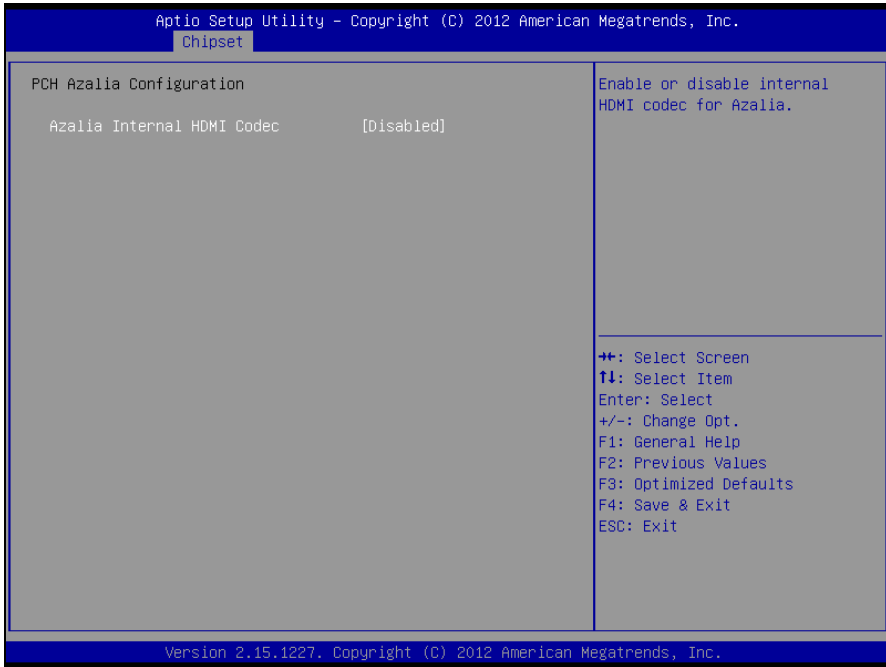 Aptio Setup Utility – Copyright (C) 2012 American Megatrends, Inc.
Chipset
PCH Azalia Configuration
Azalia Internal HDMI Codec [Disabled]
Enable or disable internal
HDMI codec for Azalia.
→←: Select Screen
↑↓: Select Item
Enter: Select
+/-: Change Opt.
F1: General Help
F2: Previous Values
F3: Optimized Defaults
F4: Save & Exit
ESC: Exit
Version 2.15.1227. Copyright (C) 2012 American Megatrends, Inc.